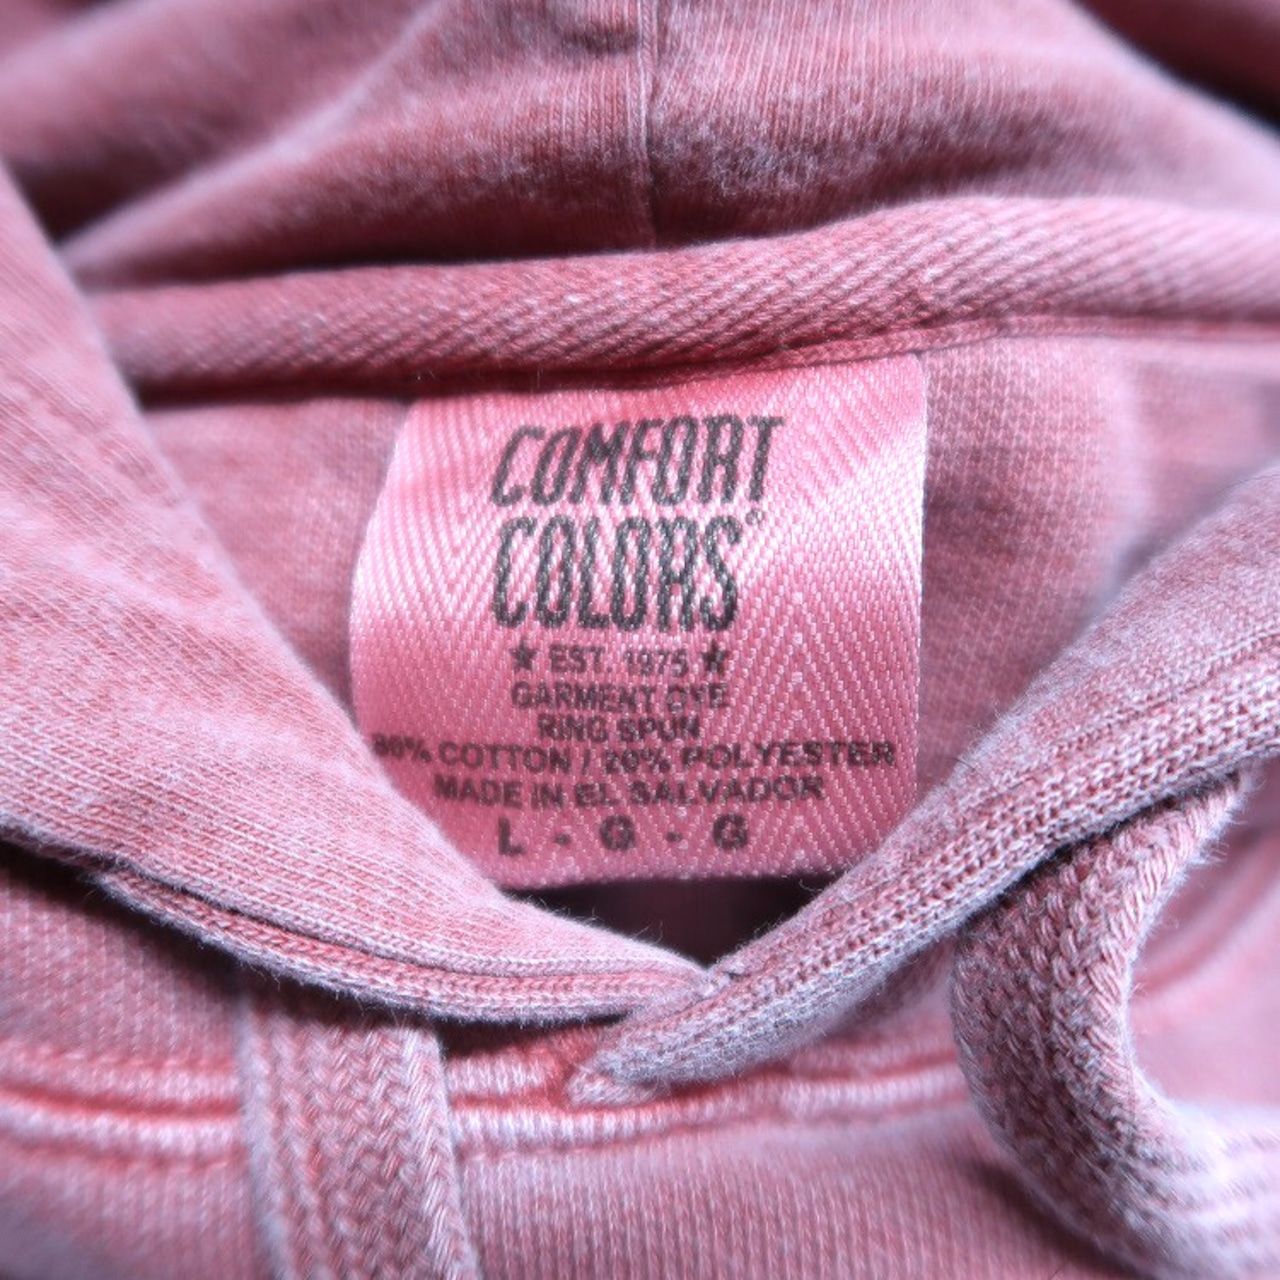 COMFORT
COLORS®
★ EST. 1975 ★
GARMENT DYE
RING SPUN
80% COTTON / 20% POLYESTER
MADE IN EL SALVADOR
L - G - G